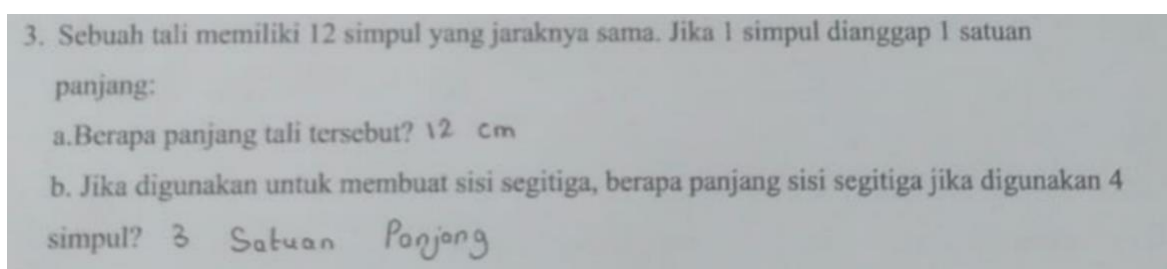 3. Sebuah tali memiliki 12 simpul yang jaraknya sama. Jika 1 simpul dianggap 1 satuan
panjang:
a.Berapa panjang tali tersebut? 12 cm
b. Jika digunakan untuk membuat sisi segitiga, berapa panjang sisi segitiga jika digunakan 4
simpul? 3 Satuan Panjang